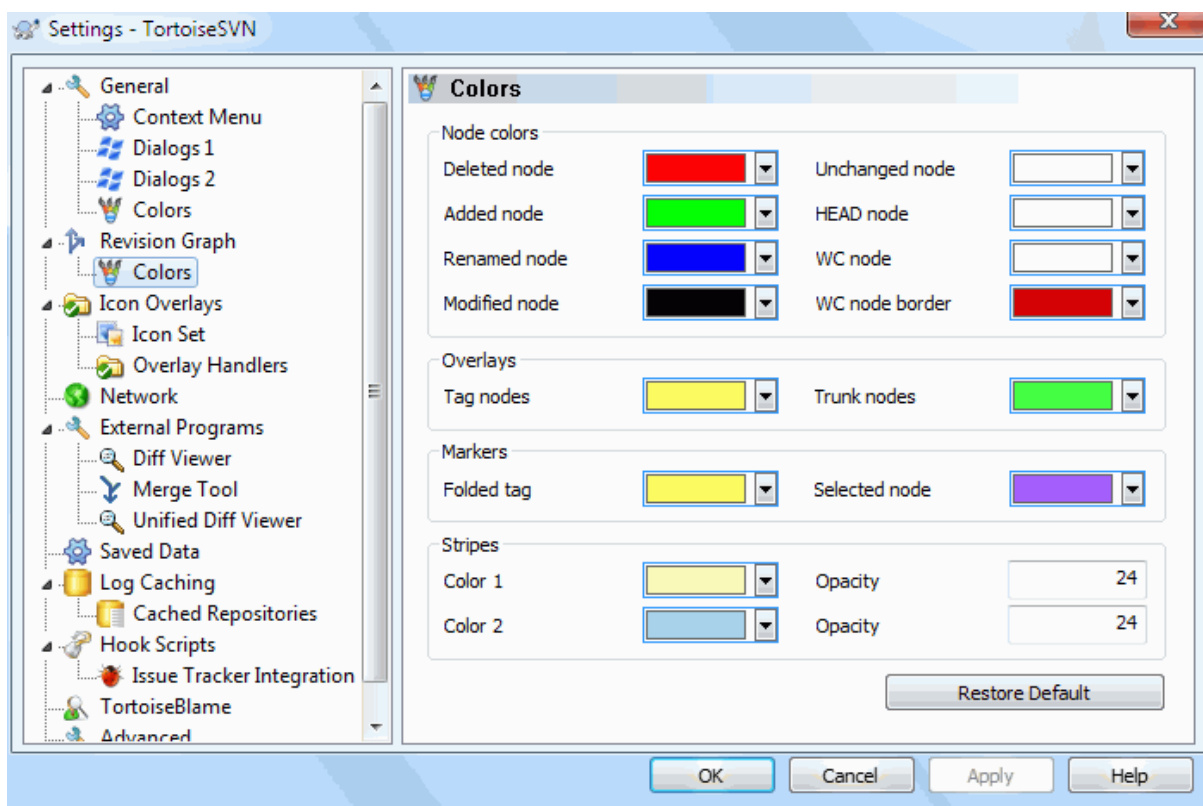 Settings - TortoiseSVN
X
General
Context Menu
Dialogs 1
Dialogs 2
Colors
Revision Graph
Colors
Icon Overlays
Icon Set
Overlay Handlers
Network
External Programs
Diff Viewer
Merge Tool
Unified Diff Viewer
Saved Data
Log Caching
Cached Repositories
Hook Scripts
Issue Tracker Integration
TortoiseBlame
Advanced
Colors
Node colors
Deleted node
Unchanged node
Added node
HEAD node
Renamed node
WC node
Modified node
WC node border
Overlays
Tag nodes
Trunk nodes
Markers
Folded tag
Selected node
Stripes
Color 1
Opacity
24
Color 2
Opacity
24
Restore Default
OK
Cancel
Apply
Help